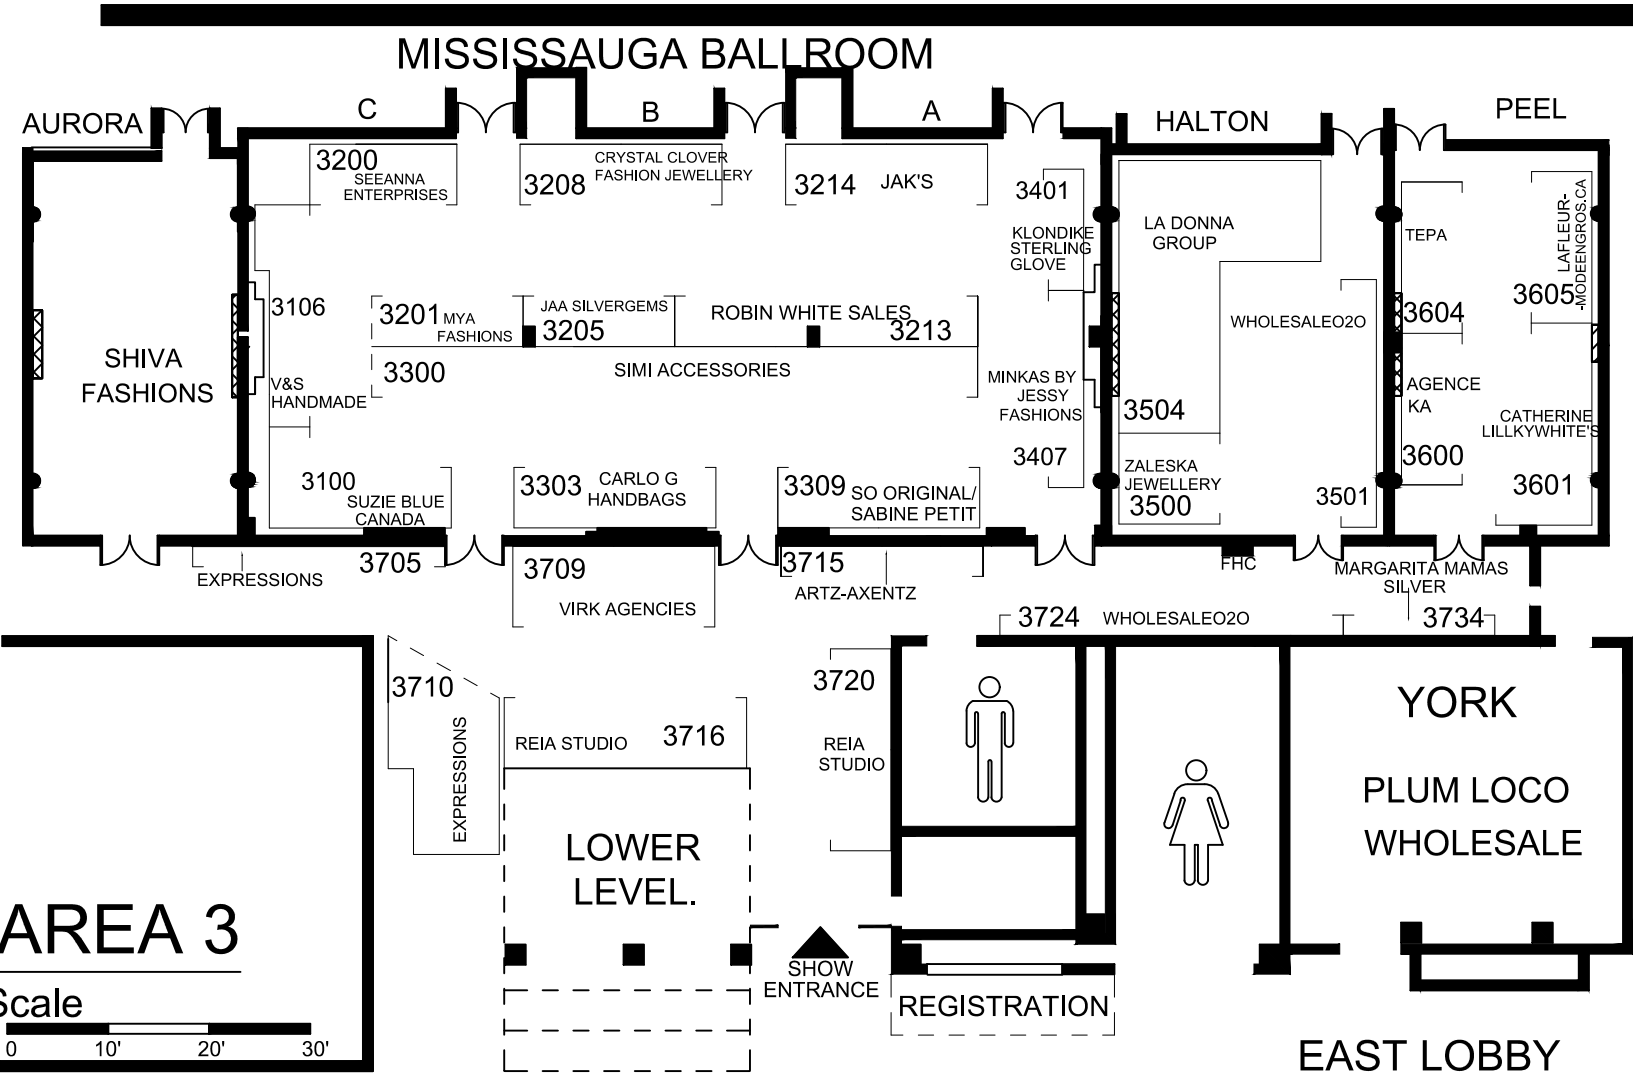 MISSISSAUGA BALLROOM
AURORA
C
B
A
HALTON
PEEL
3200
SEEANNA
ENTERPRISES
3208
CRYSTAL CLOVER
FASHION JEWELLERY
3214
JAK'S
3401
KLONDIKE
STERLING
GLOVE
LA DONNA
GROUP
TEPA
LAFLEUR-
-MODEENGROS.CA
3106
3201
MYA
FASHIONS
JAA SILVERGEMS
3205
ROBIN WHITE SALES
3213
WHOLESALEO2O
3604
3605
SHIVA
FASHIONS
3300
SIMI ACCESSORIES
V&S
HANDMADE
MINKAS BY
JESSY
FASHIONS
3504
AGENCE
KA
CATHERINE
LILLKYWHITE'S
3100
SUZIE BLUE
CANADA
3303
CARLO G
HANDBAGS
3309
SO ORIGINAL/
SABINE PETIT
3407
ZALESKA
JEWELLERY
3500
3501
3600
3601
EXPRESSIONS
3705
3709
VIRK AGENCIES
3715
ARTZ-AXENTZ
FHC
MARGARITA MAMAS
SILVER
3724
WHOLESALEO2O
3734
3710
EXPRESSIONS
REIA STUDIO
3716
3720
REIA
STUDIO
YORK
PLUM LOCO
WHOLESALE
LOWER
LEVEL.
AREA 3
Scale
0 10' 20' 30'
SHOW
ENTRANCE
REGISTRATION
EAST LOBBY